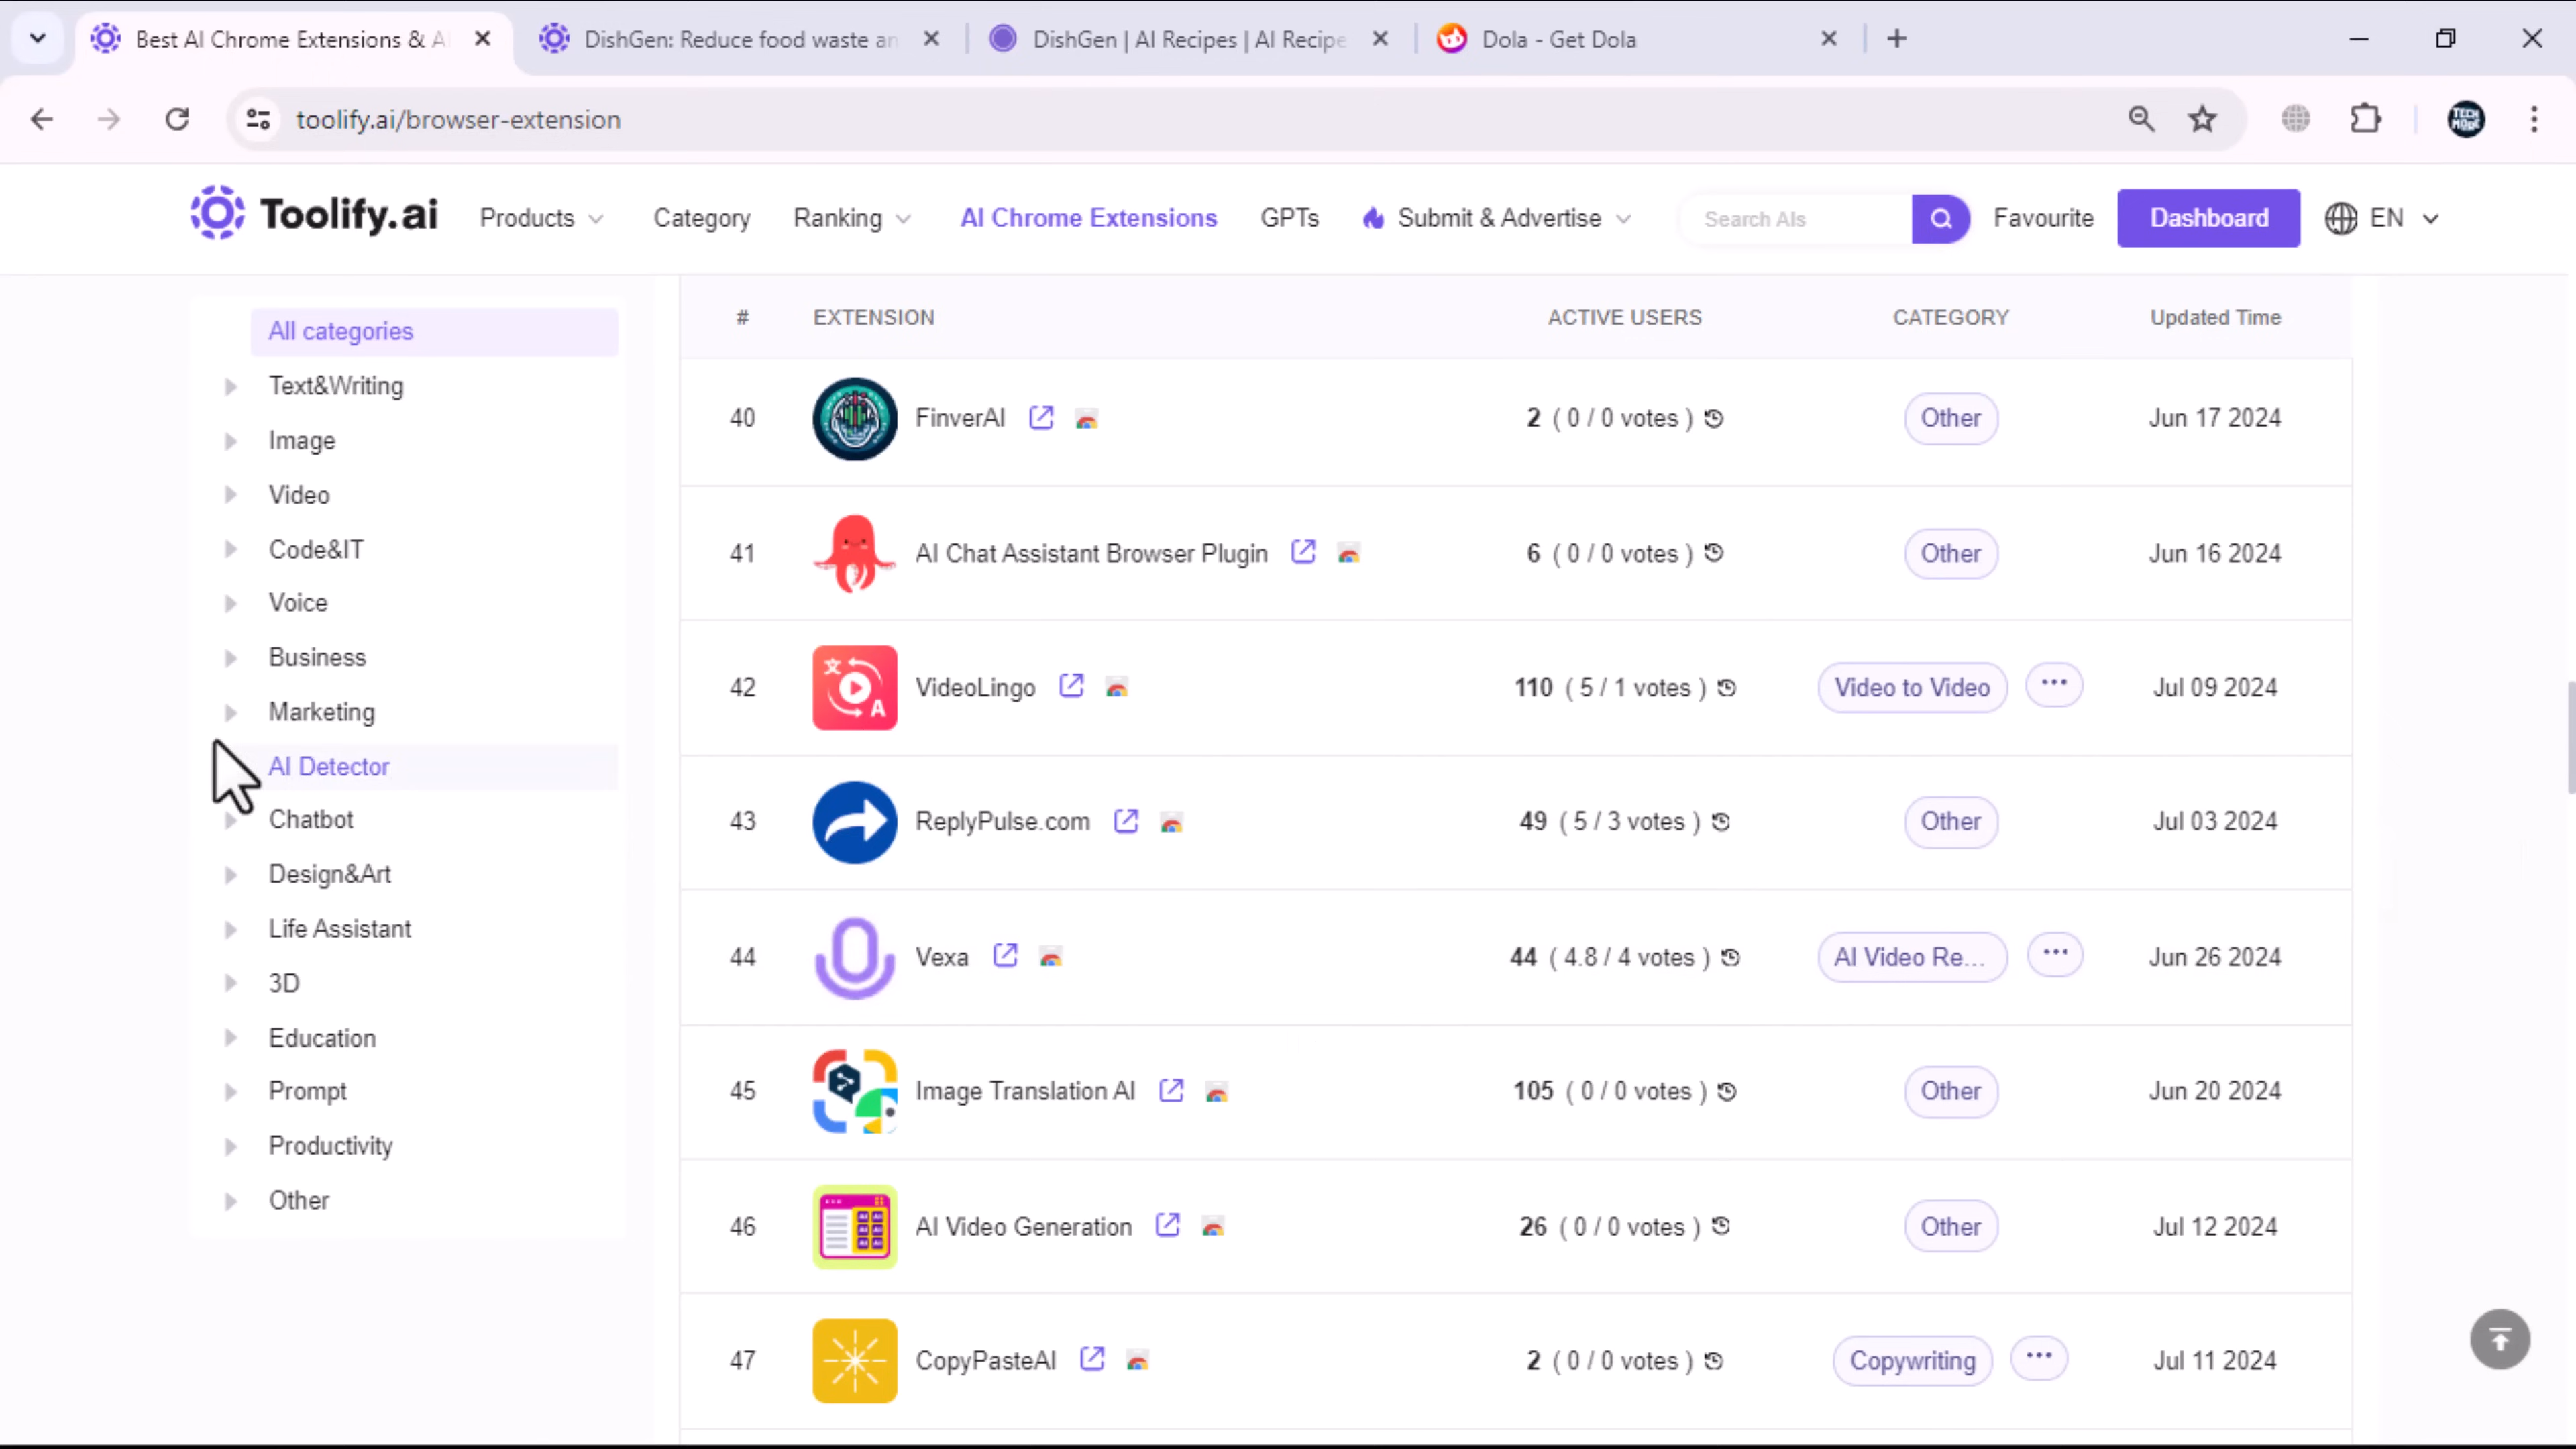 Best AI Chrome Extensions & A
DishGen: Reduce food waste an
DishGen | AI Recipes | AI Recipe
Dola - Get Dola
toolify.ai/browser-extension
TECH MODE
Toolify.ai
Products
Category
Ranking
AI Chrome Extensions
GPTs
Submit & Advertise
Search AIs
Favourite
Dashboard
EN
All categories
Text&Writing
Image
Video
Code&IT
Voice
Business
Marketing
AI Detector
Chatbot
Design&Art
Life Assistant
3D
Education
Prompt
Productivity
Other
# EXTENSION ACTIVE USERS CATEGORY Updated Time
40 FinverAI 2 ( 0 / 0 votes ) Other Jun 17 2024
41 AI Chat Assistant Browser Plugin 6 ( 0 / 0 votes ) Other Jun 16 2024
42 VideoLingo 110 ( 5 / 1 votes ) Video to Video ... Jul 09 2024
43 ReplyPulse.com 49 ( 5 / 3 votes ) Other Jul 03 2024
44 Vexa 44 ( 4.8 / 4 votes ) AI Video Re... ... Jun 26 2024
45 Image Translation AI 105 ( 0 / 0 votes ) Other Jun 20 2024
46 AI Video Generation 26 ( 0 / 0 votes ) Other Jul 12 2024
47 CopyPasteAI 2 ( 0 / 0 votes ) Copywriting ... Jul 11 2024